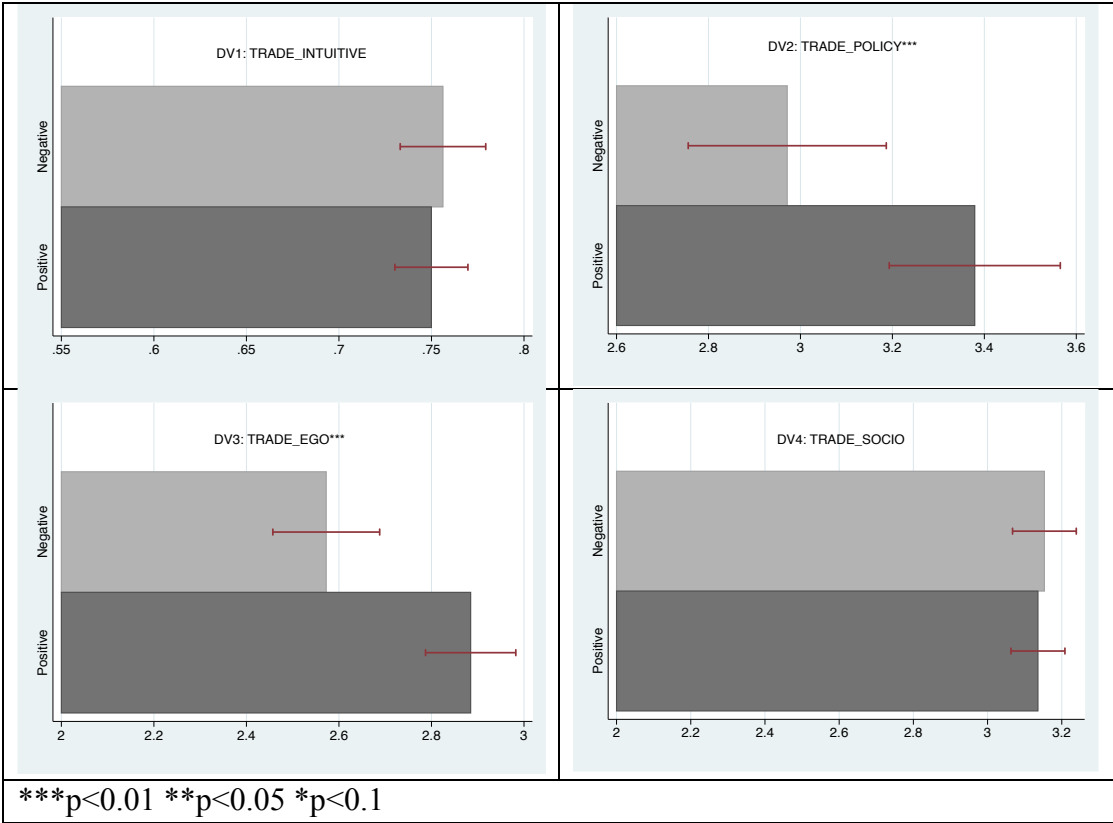 DV1: TRADE_INTUITIVE
Negative
Positive
.55 .6 .65 .7 .75 .8
DV2: TRADE_POLICY***
Negative
Positive
2.6 2.8 3 3.2 3.4 3.6
DV3: TRADE_EGO***
Negative
Positive
2 2.2 2.4 2.6 2.8 3
DV4: TRADE_SOCIO
Negative
Positive
2 2.2 2.4 2.6 2.8 3 3.2
***p<0.01 **p<0.05 *p<0.1